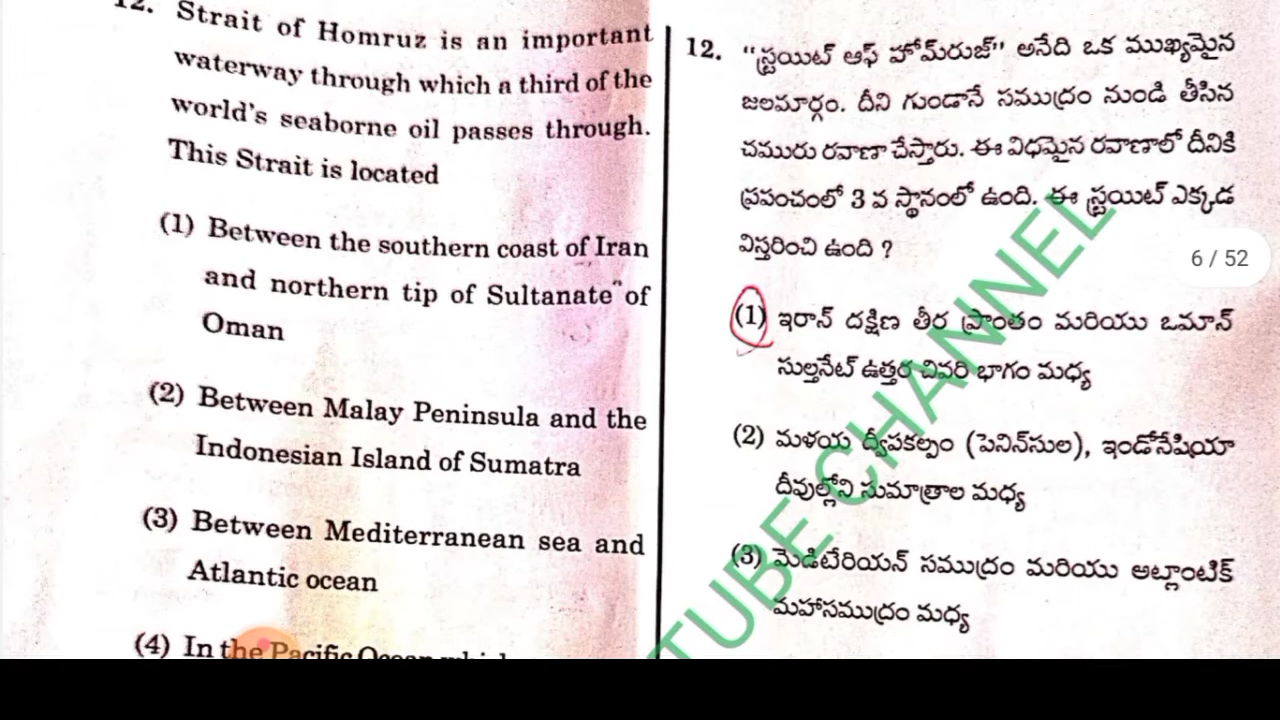 12. Strait of Homruz is an important
waterway through which a third of the
world's seaborne oil passes through.
This Strait is located
(1) Between the southern coast of Iran
and northern tip of Sultanate of
Oman
(2) Between Malay Peninsula and the
Indonesian Island of Sumatra
(3) Between Mediterranean sea and
Atlantic ocean
(4) In the Pacific Ocean
12. "స్ట్రయిట్ ఆఫ్ హోమ్‌రుజ్" అనేది ఒక ముఖ్యమైన
జలమార్గం. దీని గుండానే సముద్రం నుండి తీసిన
చమురు రవాణా చేస్తారు. ఈ విధమైన రవాణాలో దీనికి
ప్రపంచంలో 3 వ స్థానంలో ఉంది. ఈ స్ట్రయిట్ ఎక్కడ
విస్తరించి ఉంది ?
(1) ఇరాన్ దక్షిణ తీర ప్రాంతం మరియు ఒమాన్
సుల్తనేట్ ఉత్తర చివరి భాగం మధ్య
(2) మళయ ద్వీపకల్పం (పెనిన్‌సుల), ఇండోనేషియా
దీవుల్లోని సుమాత్రాల మధ్య
(3) మెడిటేరియన్ సముద్రం మరియు అట్లాంటిక్
మహాసముద్రం మధ్య
6 / 52
TUBE CHANNEL